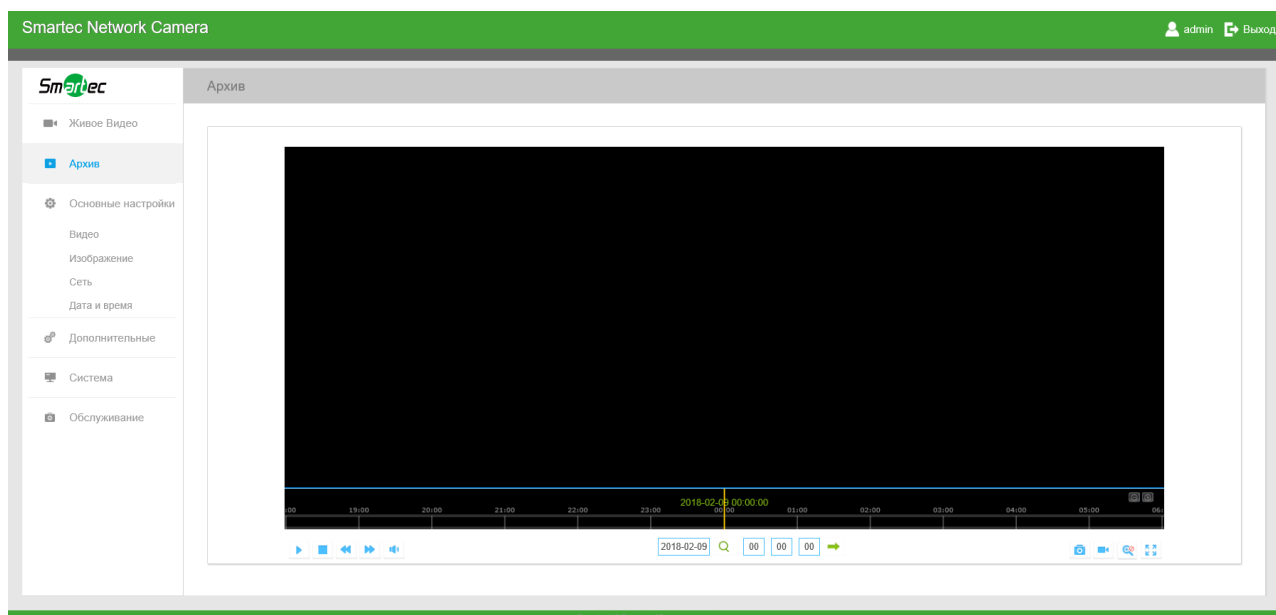 Smartec Network Camera
admin Выход
Smartec
Архив
Живое Видео
Архив
Основные настройки
Видео
Изображение
Сеть
Дата и время
Дополнительные
Система
Обслуживание
2018-02-09 00:00:00
:00 19:00 20:00 21:00 22:00 23:00 00:00 01:00 02:00 03:00 04:00 05:00 06:
2018-02-09 00 00 00